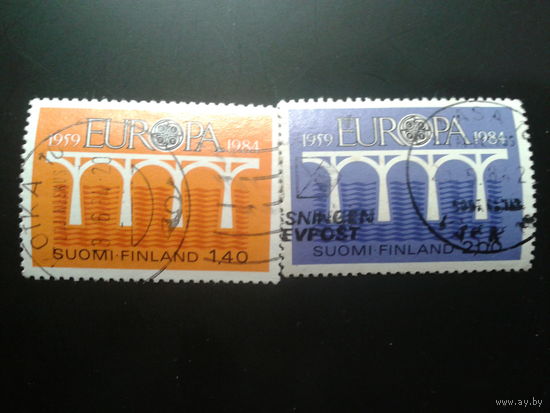 1959 EUROPA 1984
SUOMI·FINLAND 1,40
1959 EUROPA 1984
SNINGEN
EVPOST
SUOMI·FINLAND 2,00
www.ay.by